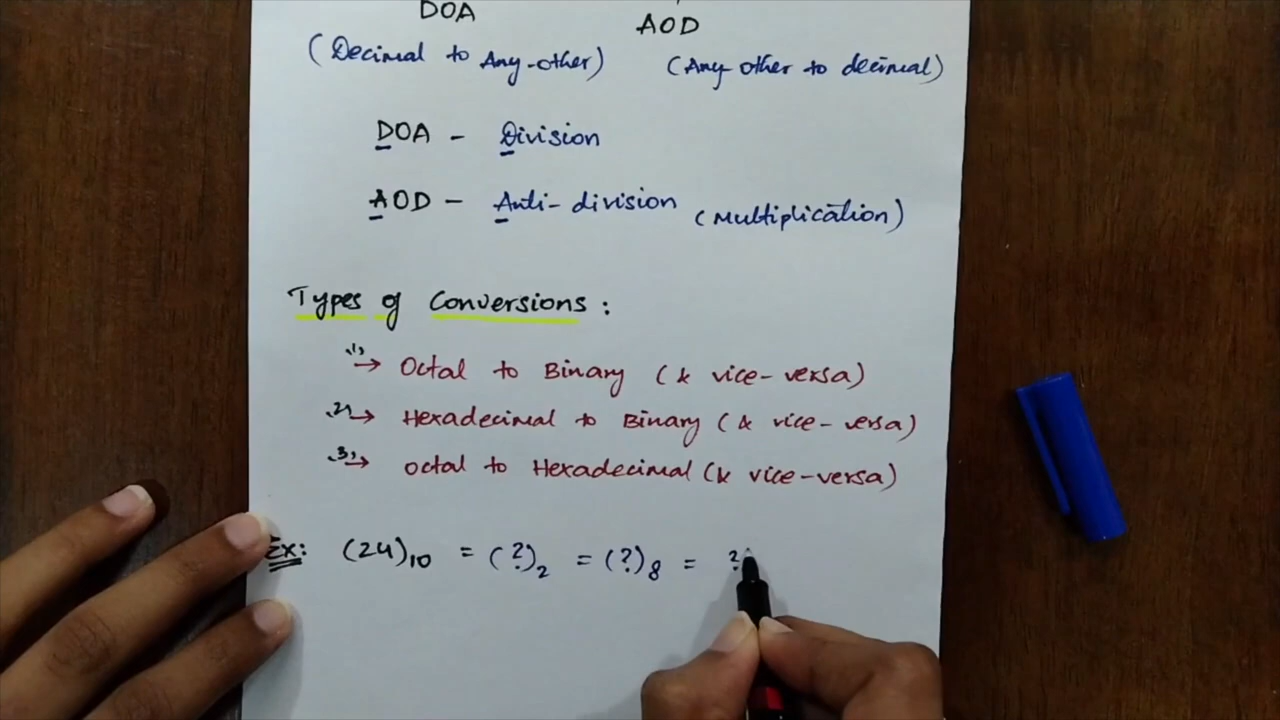 DOA AOD
(Decimal to Any-other) (Any other to decimal)
DOA - Division
AOD - Anti-division (Multiplication)
Types of Conversions :
1) → Octal to Binary (& vice-versa)
2) → Hexadecimal to Binary (& vice-versa)
3) → octal to Hexadecimal (& vice-versa)
Ex: (24)10 = (?)2 = (?)8 = ?